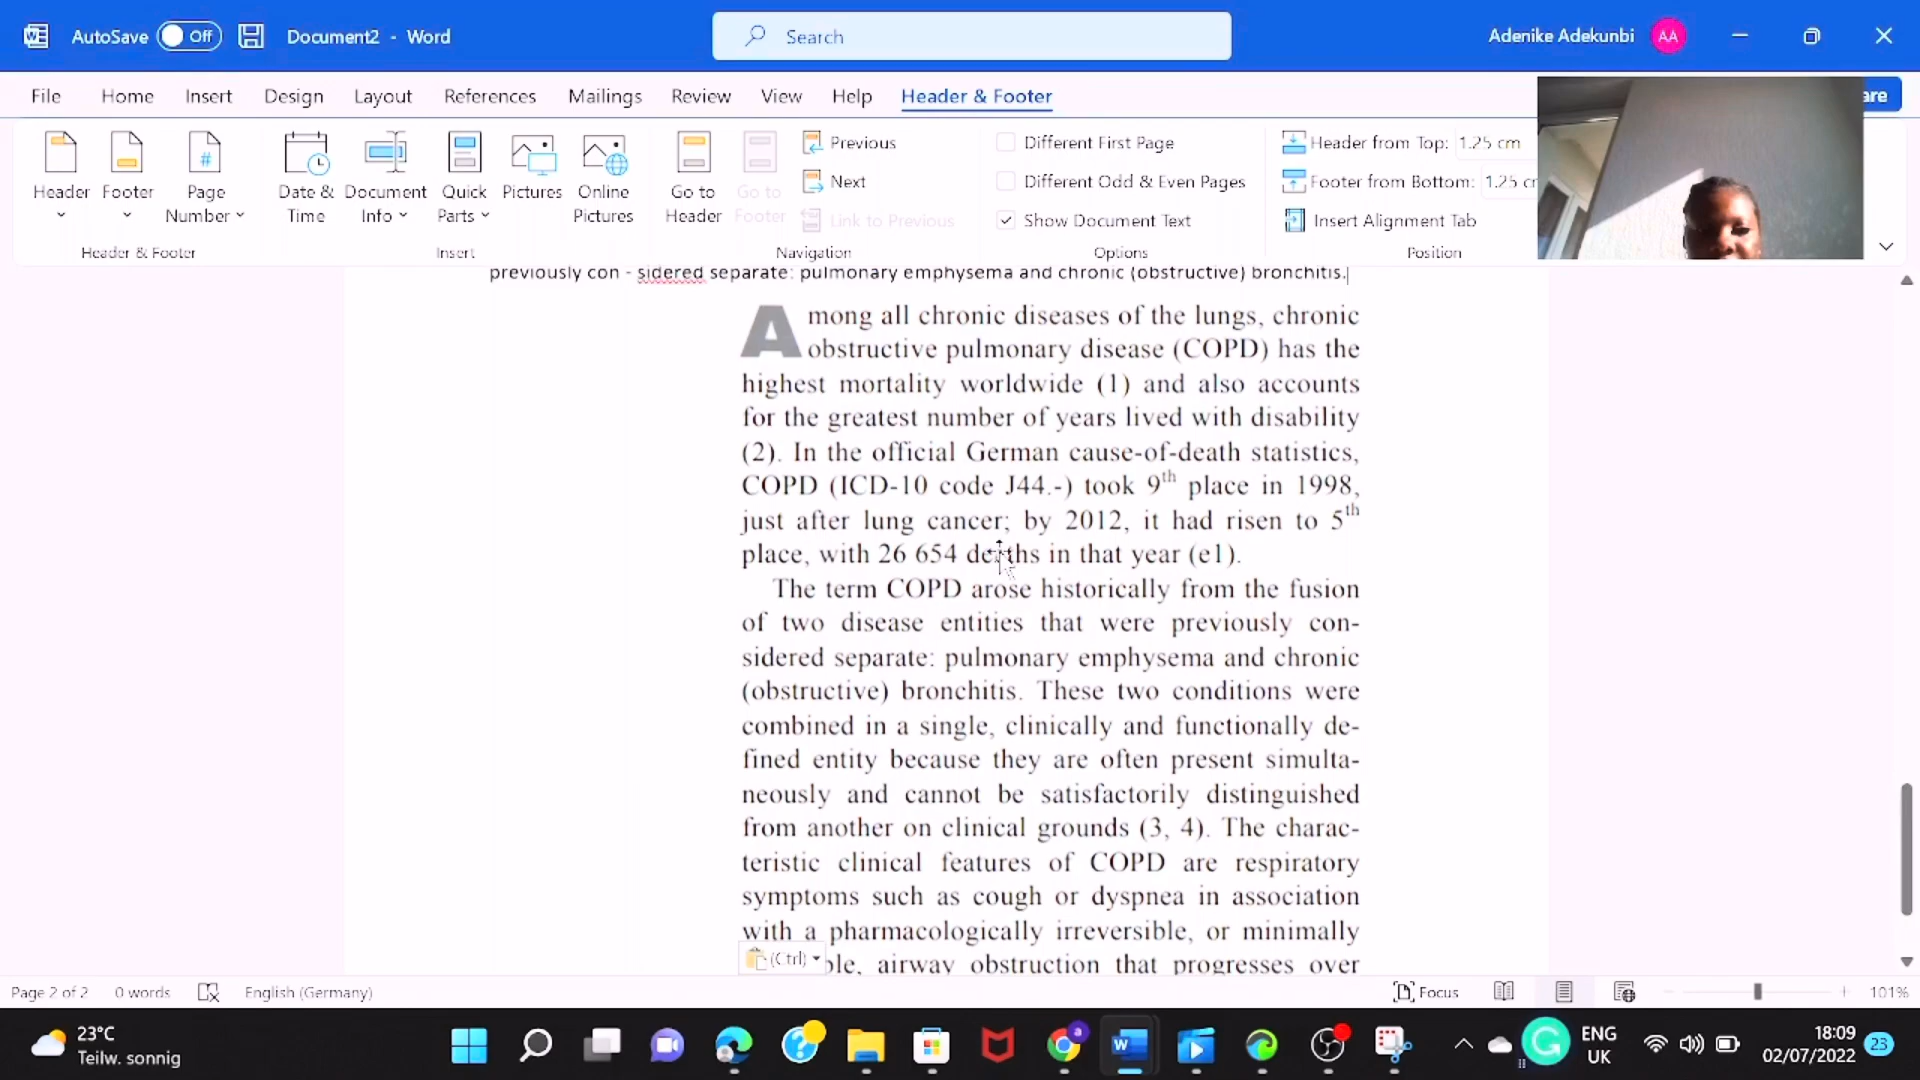 AutoSave Off Document2 - Word Search Adenike Adekunbi AA
File Home Insert Design Layout References Mailings Review View Help Header & Footer are
Header Footer Page Number
Header & Footer
Date & Time Document Info Quick Parts Pictures Online Pictures
Insert
Go to Header Go to Footer
Previous
Next
Link to Previous
Navigation
Different First Page
Different Odd & Even Pages
Show Document Text
Options
Header from Top: 1.25 cm
Footer from Bottom: 1.25 cr
Insert Alignment Tab
Position
previously con - sidered separate: pulmonary emphysema and chronic (obstructive) bronchitis.
Among all chronic diseases of the lungs, chronic
obstructive pulmonary disease (COPD) has the
highest mortality worldwide (1) and also accounts
for the greatest number of years lived with disability
(2). In the official German cause-of-death statistics,
COPD (ICD-10 code J44.-) took 9th place in 1998,
just after lung cancer; by 2012, it had risen to 5th
place, with 26 654 deaths in that year (e1).
The term COPD arose historically from the fusion
of two disease entities that were previously con-
sidered separate: pulmonary emphysema and chronic
(obstructive) bronchitis. These two conditions were
combined in a single, clinically and functionally de-
fined entity because they are often present simulta-
neously and cannot be satisfactorily distinguished
from another on clinical grounds (3, 4). The charac-
teristic clinical features of COPD are respiratory
symptoms such as cough or dyspnea in association
with a pharmacologically irreversible, or minimally
(Ctrl) ble, airway obstruction that progresses over
Page 2 of 2 0 words English (Germany) Focus 101%
23°C
Teilw. sonnig
a
W
ENG
UK
18:09
02/07/2022
23